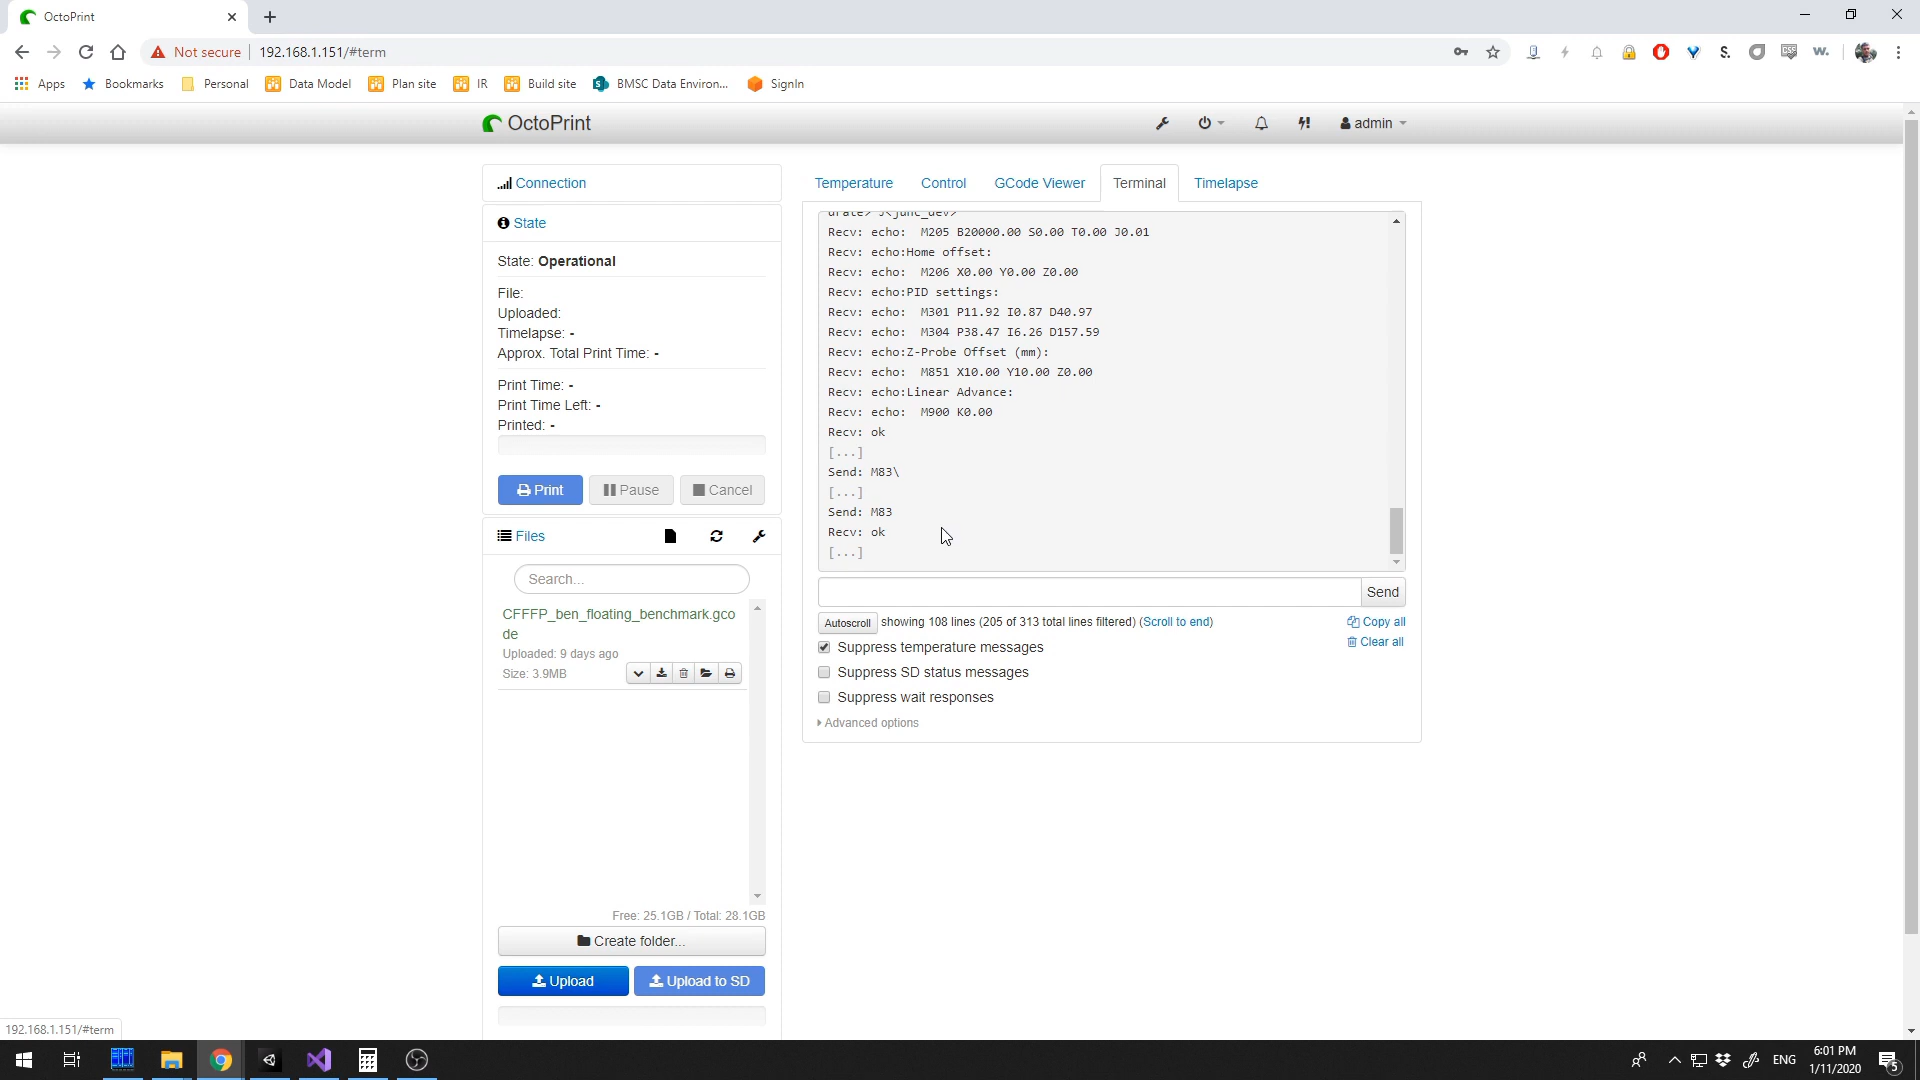 OctoPrint
Not secure
192.168.1.151/#term
Apps
Bookmarks
Personal
Data Model
Plan site
IR
Build site
BMSC Data Environ...
SignIn
OctoPrint
admin
Connection
State
State: Operational
File:
Uploaded:
Timelapse: -
Approx. Total Print Time: -
Print Time: -
Print Time Left: -
Printed: -
Print
Pause
Cancel
Files
Search...
CFFFP_ben_floating_benchmark.gco
de
Uploaded: 9 days ago
Size: 3.9MB
Free: 25.1GB / Total: 28.1GB
Create folder...
Upload
Upload to SD
Temperature
Control
GCode Viewer
Terminal
Timelapse
urate> J<junc_dev>
Recv: echo:  M205 B20000.00 S0.00 T0.00 J0.01
Recv: echo:Home offset:
Recv: echo:  M206 X0.00 Y0.00 Z0.00
Recv: echo:PID settings:
Recv: echo:  M301 P11.92 I0.87 D40.97
Recv: echo:  M304 P38.47 I6.26 D157.59
Recv: echo:Z-Probe Offset (mm):
Recv: echo:  M851 X10.00 Y10.00 Z0.00
Recv: echo:Linear Advance:
Recv: echo:  M900 K0.00
Recv: ok
[...]
Send: M83\
[...]
Send: M83
Recv: ok
[...]
Send
Autoscroll showing 108 lines (205 of 313 total lines filtered) (Scroll to end)
Copy all
Clear all
Suppress temperature messages
Suppress SD status messages
Suppress wait responses
Advanced options
192.168.1.151/#term
ENG
6:01 PM
1/11/2020
5